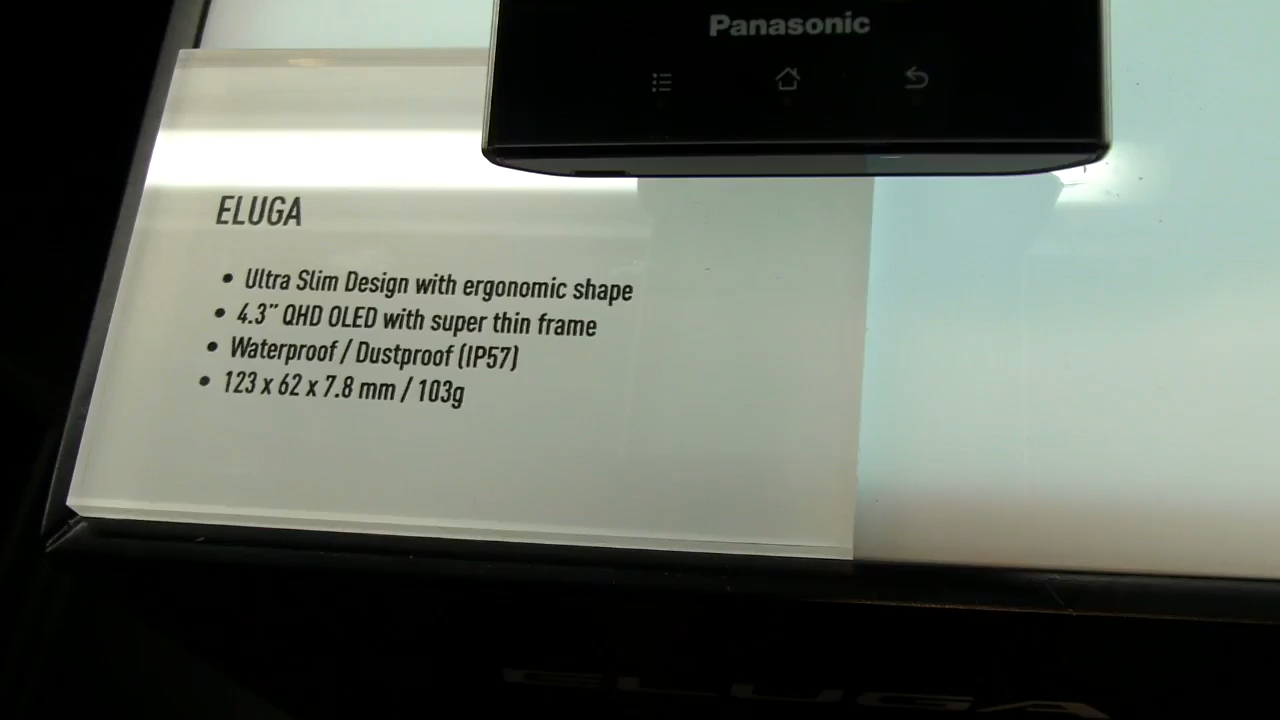 Panasonic
ELUGA
• Ultra Slim Design with ergonomic shape
• 4.3" QHD OLED with super thin frame
• Waterproof / Dustproof (IP57)
• 123 x 62 x 7.8 mm / 103g
ELUGA